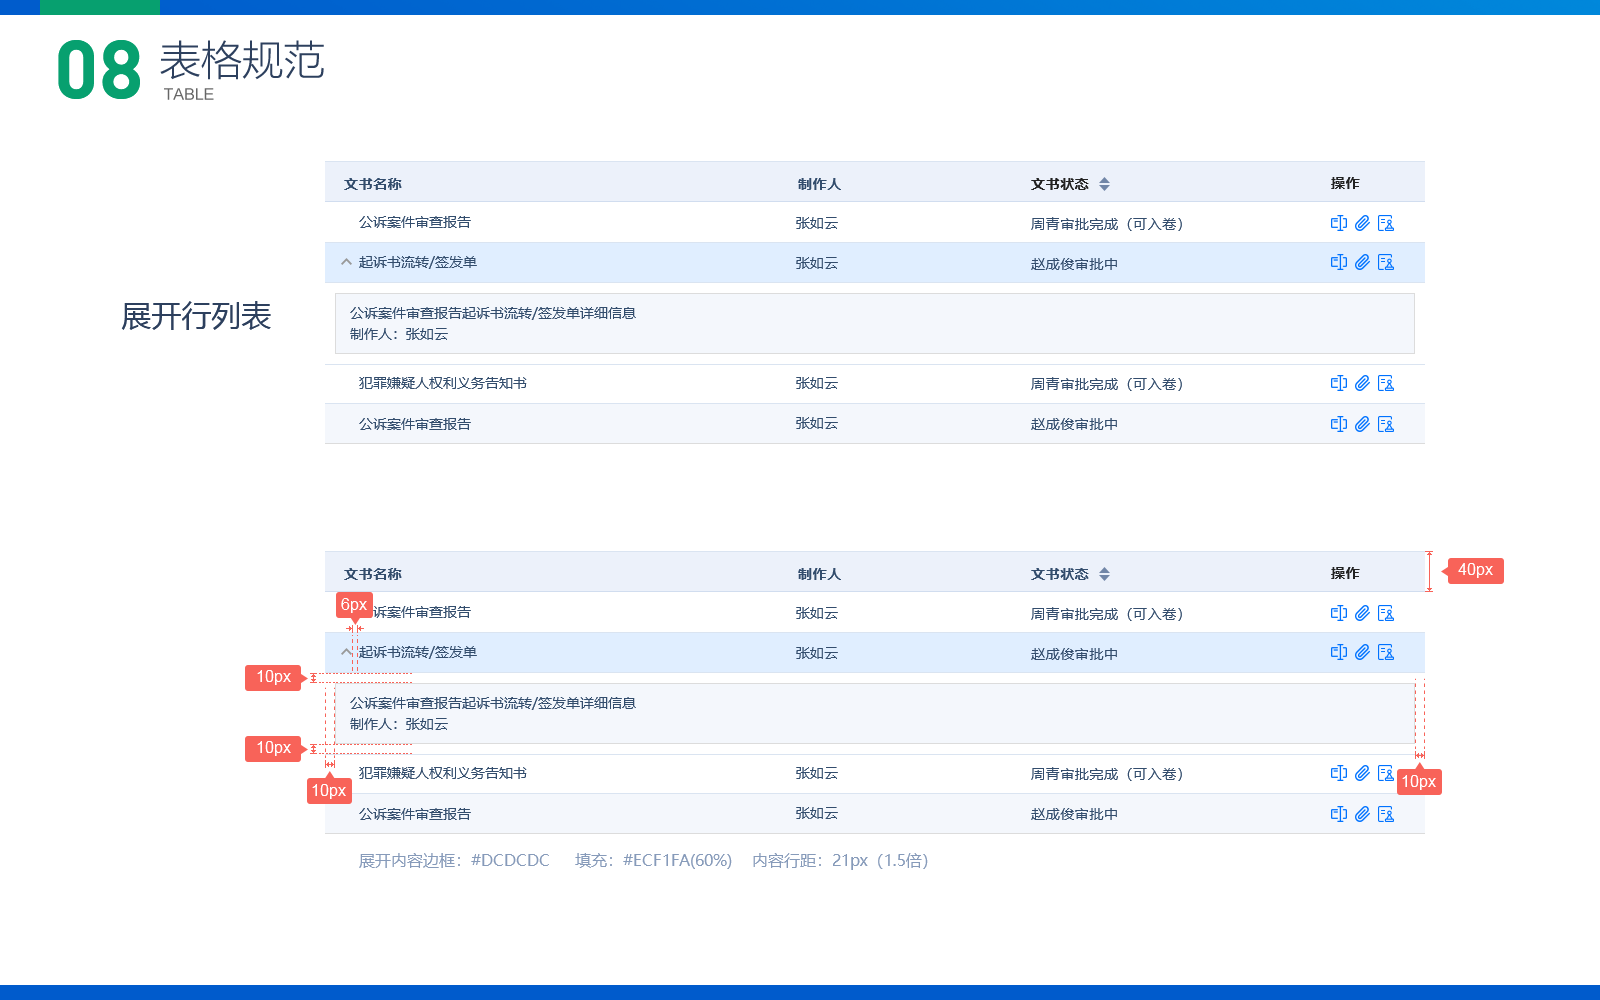 08 表格规范
TABLE
展开行列表
文书名称 制作人 文书状态 操作
公诉案件审查报告 张如云 周青审批完成（可入卷）
起诉书流转/签发单 张如云 赵成俊审批中
公诉案件审查报告起诉书流转/签发单详细信息
制作人：张如云
犯罪嫌疑人权利义务告知书 张如云 周青审批完成（可入卷）
公诉案件审查报告 张如云 赵成俊审批中
文书名称 制作人 文书状态 操作
40px
6px
诉案件审查报告 张如云 周青审批完成（可入卷）
起诉书流转/签发单 张如云 赵成俊审批中
10px
公诉案件审查报告起诉书流转/签发单详细信息
制作人：张如云
10px
犯罪嫌疑人权利义务告知书 张如云 周青审批完成（可入卷）
10px
10px
公诉案件审查报告 张如云 赵成俊审批中
展开内容边框：#DCDCDC 填充：#ECF1FA(60%) 内容行距：21px（1.5倍）